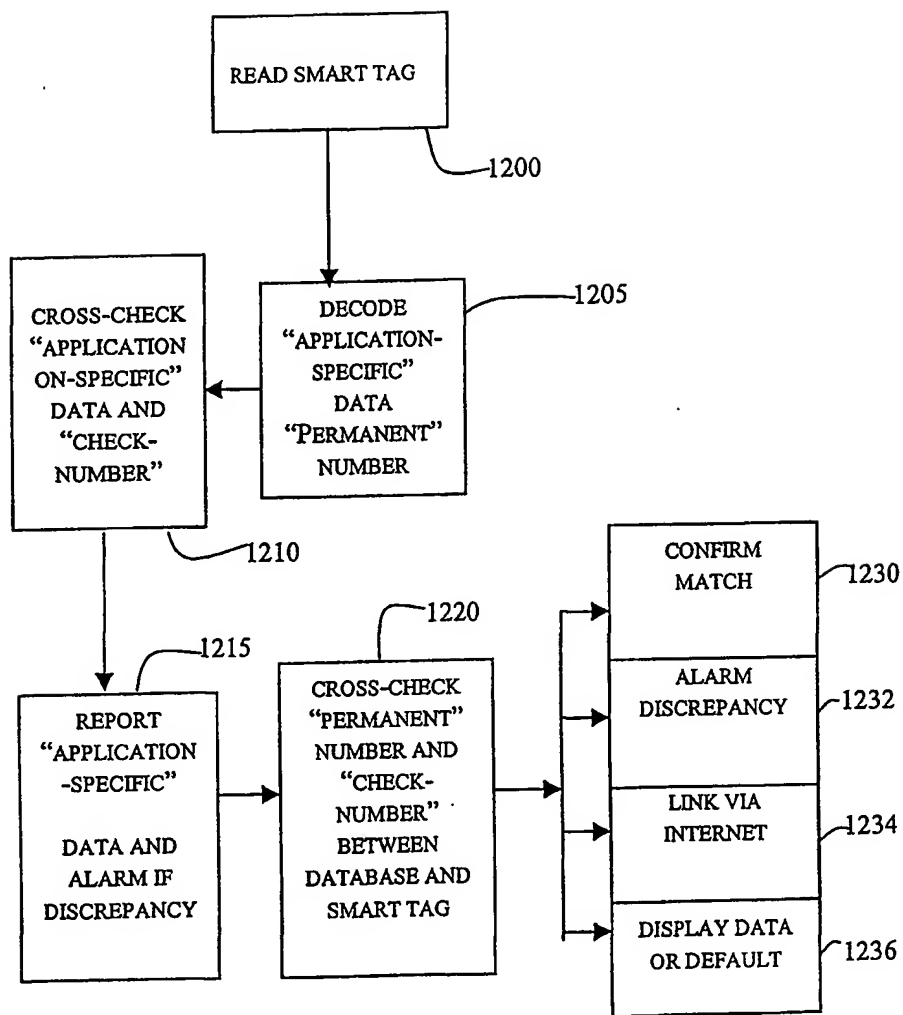 READ SMART TAG
1200
DECODE
“APPLICATION-
SPECIFIC”
DATA
“PERMANENT”
NUMBER
1205
CROSS-CHECK
“APPLICATION
ON-SPECIFIC”
DATA AND
“CHECK-
NUMBER”
1210
REPORT
“APPLICATION
-SPECIFIC”
DATA AND
ALARM IF
DISCREPANCY
1215
CROSS-CHECK
“PERMANENT”
NUMBER AND
“CHECK-
NUMBER”
BETWEEN
DATABASE AND
SMART TAG
1220
CONFIRM
MATCH
1230
ALARM
DISCREPANCY
1232
LINK VIA
INTERNET
1234
DISPLAY DATA
OR DEFAULT
1236